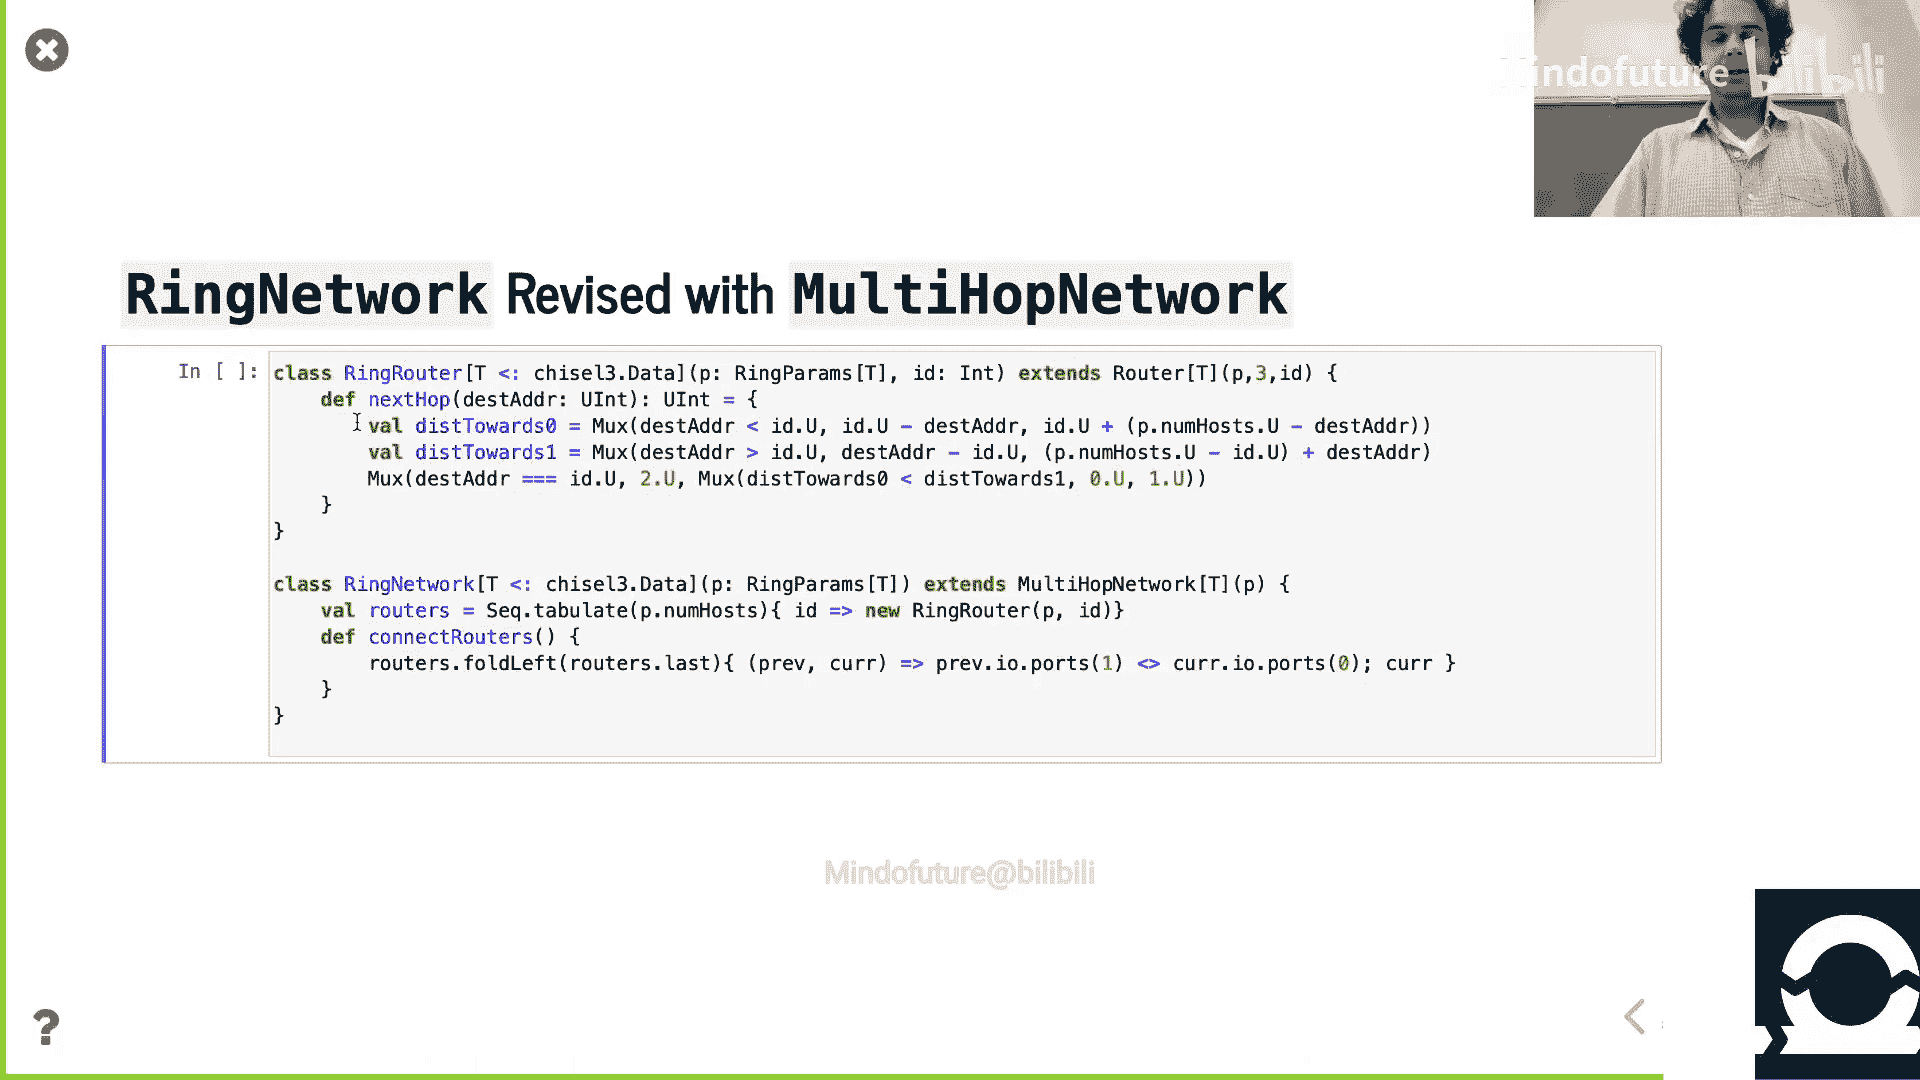 Mindofuture bilibili
RingNetwork Revised with MultiHopNetwork
In [ ]:
class RingRouter[T <: chisel3.Data](p: RingParams[T], id: Int) extends Router[T](p,3,id) {
    def nextHop(destAddr: UInt): UInt = {
        val distTowards0 = Mux(destAddr < id.U, id.U - destAddr, id.U + (p.numHosts.U - destAddr))
        val distTowards1 = Mux(destAddr > id.U, destAddr - id.U, (p.numHosts.U - id.U) + destAddr)
        Mux(destAddr === id.U, 2.U, Mux(distTowards0 < distTowards1, 0.U, 1.U))
    }
}
class RingNetwork[T <: chisel3.Data](p: RingParams[T]) extends MultiHopNetwork[T](p) {
    val routers = Seq.tabulate(p.numHosts){ id => new RingRouter(p, id)}
    def connectRouters() {
        routers.foldLeft(routers.last){ (prev, curr) => prev.io.ports(1) <> curr.io.ports(0); curr }
    }
}
Mindofuture@bilibili
?